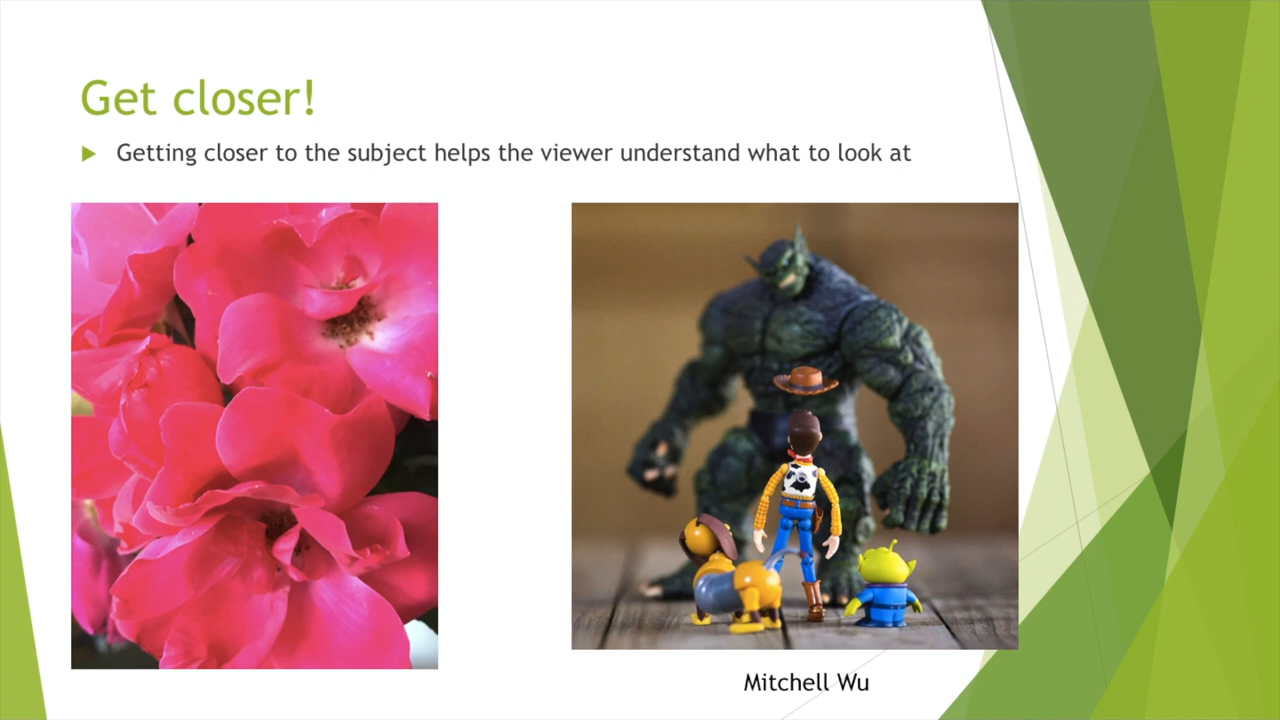 Get closer!
Getting closer to the subject helps the viewer understand what to look at
Mitchell Wu